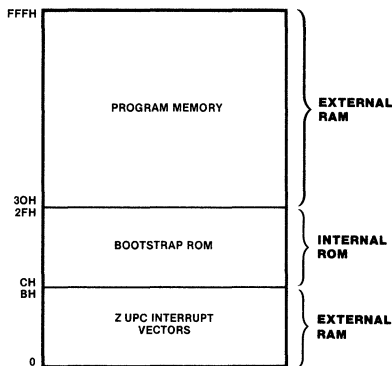 FFFH
PROGRAM MEMORY
EXTERNAL
RAM
30H
2FH
BOOTSTRAP ROM
INTERNAL
ROM
CH
BH
Z UPC INTERRUPT
VECTORS
EXTERNAL
RAM
0